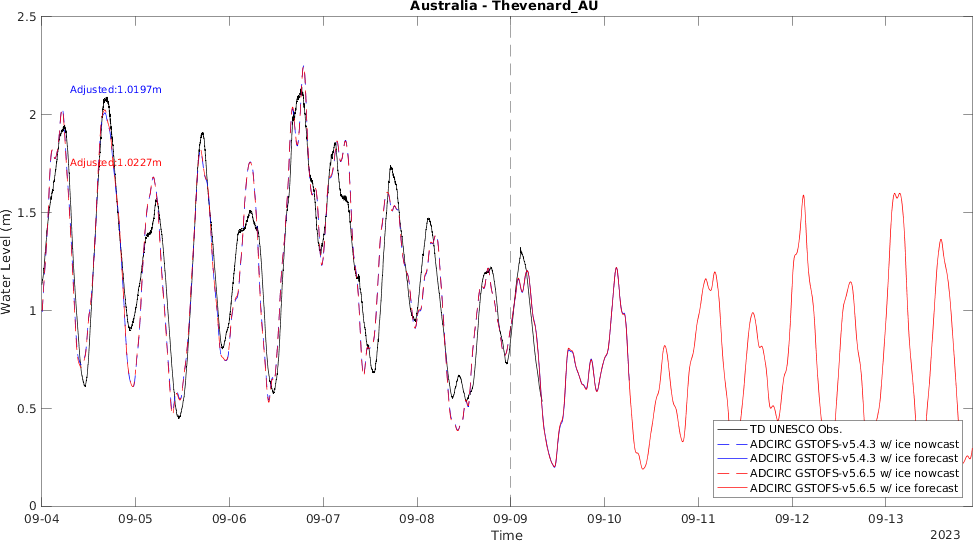 Australia - Thevenard_AU
2.5
2
1.5
1
0.5
0
Water Level (m)
Adjusted:1.0197m
Adjusted:1.0227m
TD UNESCO Obs.
ADCIRC GSTOFS-v5.4.3 w/ ice nowcast
ADCIRC GSTOFS-v5.4.3 w/ ice forecast
ADCIRC GSTOFS-v5.6.5 w/ ice nowcast
ADCIRC GSTOFS-v5.6.5 w/ ice forecast
09-04 09-05 09-06 09-07 09-08 09-09 09-10 09-11 09-12 09-13
Time
2023